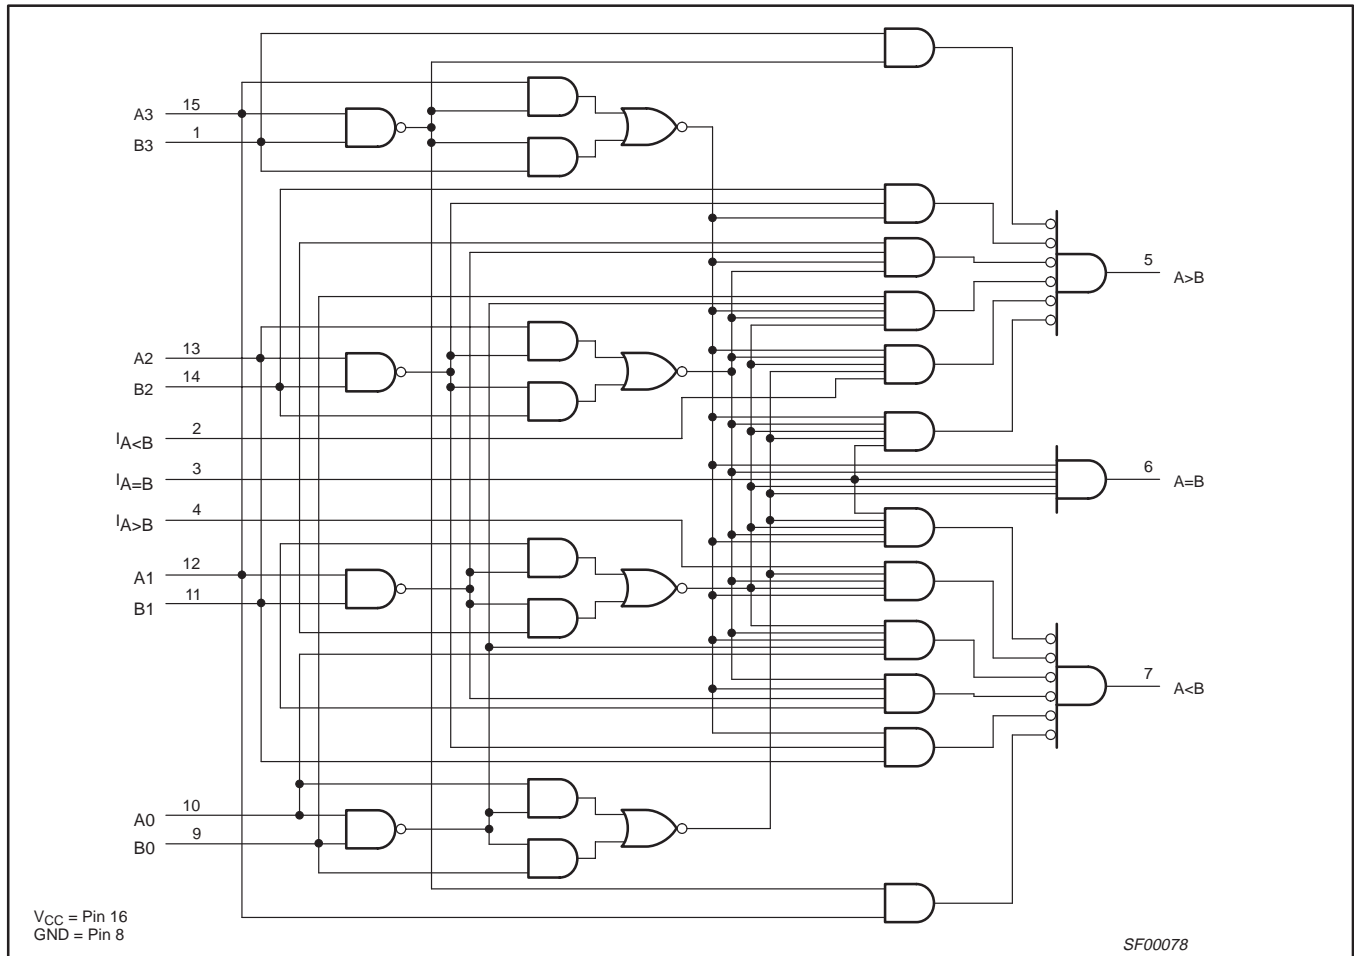 A3 15
B3 1
A2 13
B2 14
IA<B 2
IA=B 3
IA>B 4
A1 12
B1 11
A0 10
B0 9
5 A>B
6 A=B
7 A<B
VCC = Pin 16
GND = Pin 8
SF00078